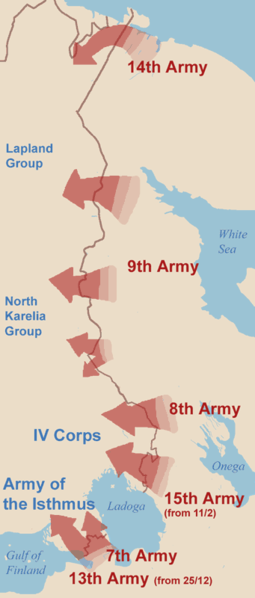 14th Army
Lapland
Group
White
Sea
9th Army
North
Karelia
Group
8th Army
IV Corps
Onega
Army of
the Isthmus
Ladoga
15th Army
(from 11/2)
Gulf of
Finland
7th Army
13th Army (from 25/12)